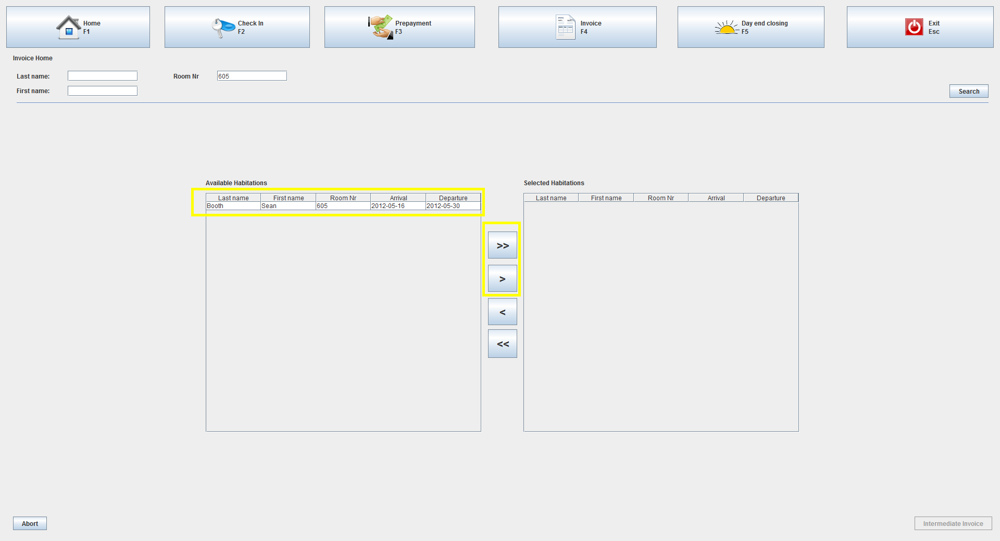 Home
F1
Check In
F2
Prepayment
F3
Invoice
F4
Day end closing
F5
Exit
Esc
Invoice Home
Last name:
Room Nr 605
First name:
Search
Available Habitations
Selected Habitations
Last name First name Room Nr Arrival Departure
Booth Sean 605 2012-05-16 2012-05-30
Last name First name Room Nr Arrival Departure
>>
>
<
<<
Abort
Intermediate Invoice